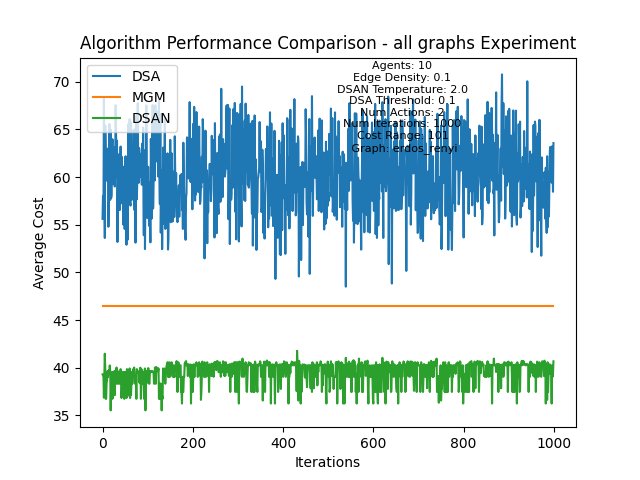 Algorithm Performance Comparison - all graphs Experiment
DSA
MGM
DSAN
Agents: 10
Edge Density: 0.1
DSAN Temperature: 2.0
DSA Threshold: 0.1
Num Actions: 2
Num Iterations: 1000
Cost Range: 101
Graph: erdos_renyi
Average Cost
70
65
60
55
50
45
40
35
0
200
400
600
800
1000
Iterations